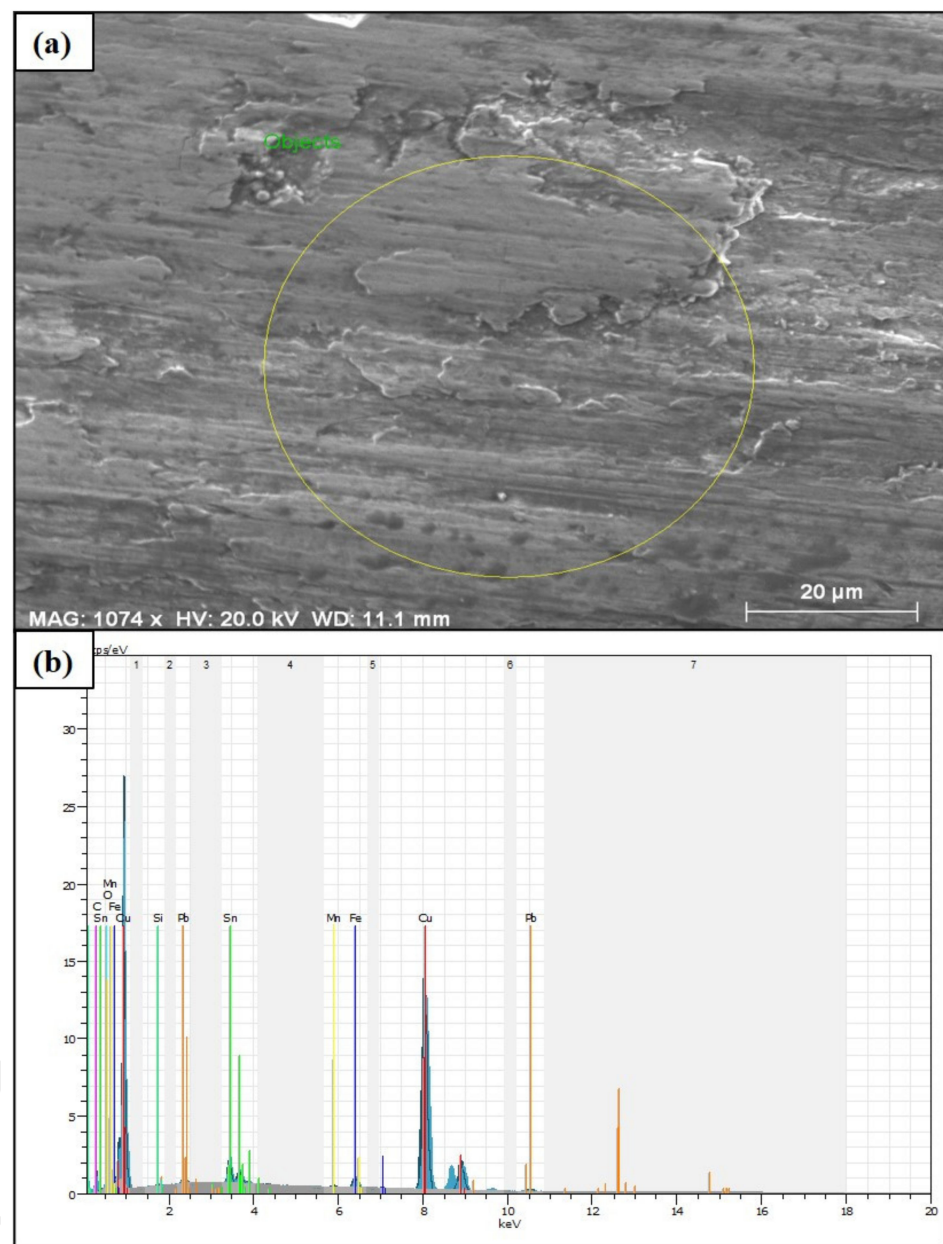 (a)
Objects
20 µm
MAG: 1074 x HV: 20.0 kV WD: 11.1 mm
(b)
cps/eV
1 2 3 4 5 6 7
30
25
20
15
10
5
0
Mn
O
C Fe
Sn Cu Si Pb Sn Mn Fe Cu Pb
2 4 6 8 10 12 14 16 18 20
keV